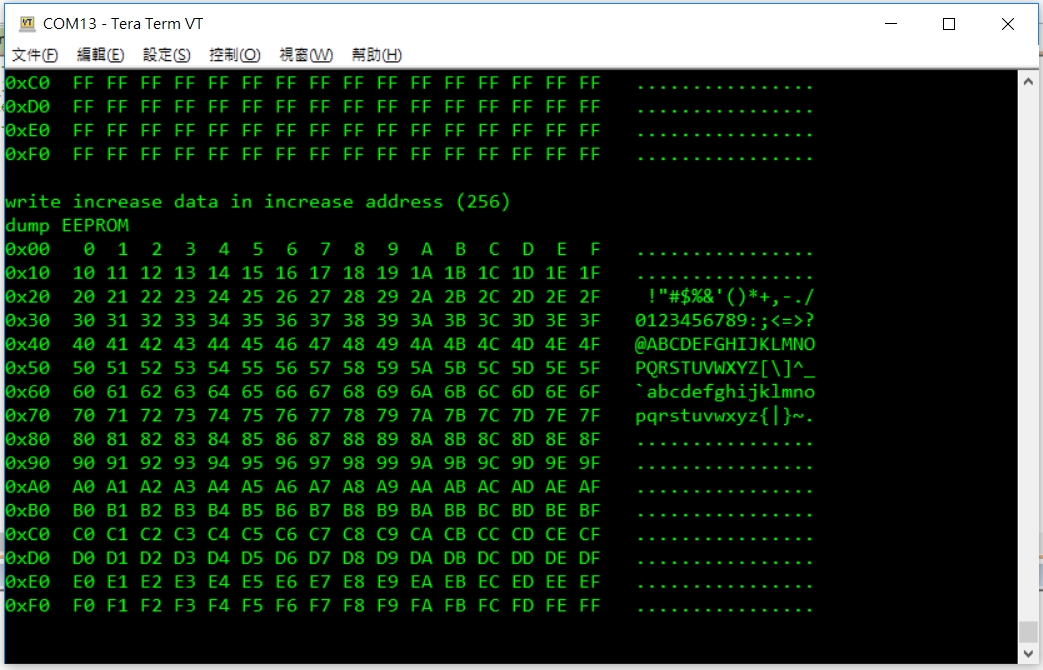 COM13 - Tera Term VT
文件(F) 編輯(E) 設定(S) 控制(O) 視窗(W) 幫助(H)
0xC0 FF FF FF FF FF FF FF FF FF FF FF FF FF FF FF FF ................
0xD0 FF FF FF FF FF FF FF FF FF FF FF FF FF FF FF FF ................
0xE0 FF FF FF FF FF FF FF FF FF FF FF FF FF FF FF FF ................
0xF0 FF FF FF FF FF FF FF FF FF FF FF FF FF FF FF FF ................
write increase data in increase address (256)
dump EEPROM
0x00 0 1 2 3 4 5 6 7 8 9 A B C D E F ................
0x10 10 11 12 13 14 15 16 17 18 19 1A 1B 1C 1D 1E 1F ................
0x20 20 21 22 23 24 25 26 27 28 29 2A 2B 2C 2D 2E 2F !"#$%&'()*+,-./
0x30 30 31 32 33 34 35 36 37 38 39 3A 3B 3C 3D 3E 3F 0123456789:;<=>?
0x40 40 41 42 43 44 45 46 47 48 49 4A 4B 4C 4D 4E 4F @ABCDEFGHIJKLMNO
0x50 50 51 52 53 54 55 56 57 58 59 5A 5B 5C 5D 5E 5F PQRSTUVWXYZ[\]^_
0x60 60 61 62 63 64 65 66 67 68 69 6A 6B 6C 6D 6E 6F `abcdefghijklmno
0x70 70 71 72 73 74 75 76 77 78 79 7A 7B 7C 7D 7E 7F pqrstuvwxyz{|}~.
0x80 80 81 82 83 84 85 86 87 88 89 8A 8B 8C 8D 8E 8F ................
0x90 90 91 92 93 94 95 96 97 98 99 9A 9B 9C 9D 9E 9F ................
0xA0 A0 A1 A2 A3 A4 A5 A6 A7 A8 A9 AA AB AC AD AE AF ................
0xB0 B0 B1 B2 B3 B4 B5 B6 B7 B8 B9 BA BB BC BD BE BF ................
0xC0 C0 C1 C2 C3 C4 C5 C6 C7 C8 C9 CA CB CC CD CE CF ................
0xD0 D0 D1 D2 D3 D4 D5 D6 D7 D8 D9 DA DB DC DD DE DF ................
0xE0 E0 E1 E2 E3 E4 E5 E6 E7 E8 E9 EA EB EC ED EE EF ................
0xF0 F0 F1 F2 F3 F4 F5 F6 F7 F8 F9 FA FB FC FD FE FF ................